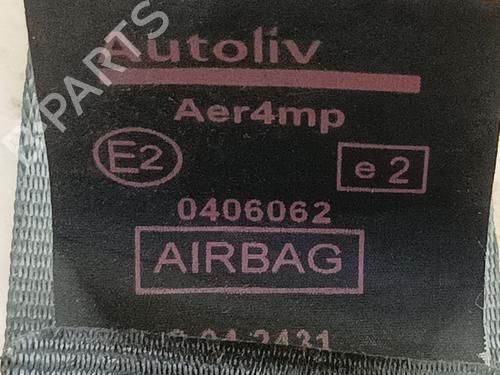 Autoliv
Aer4mp
E2
e 2
0406062
AIRBAG
B-PARTS